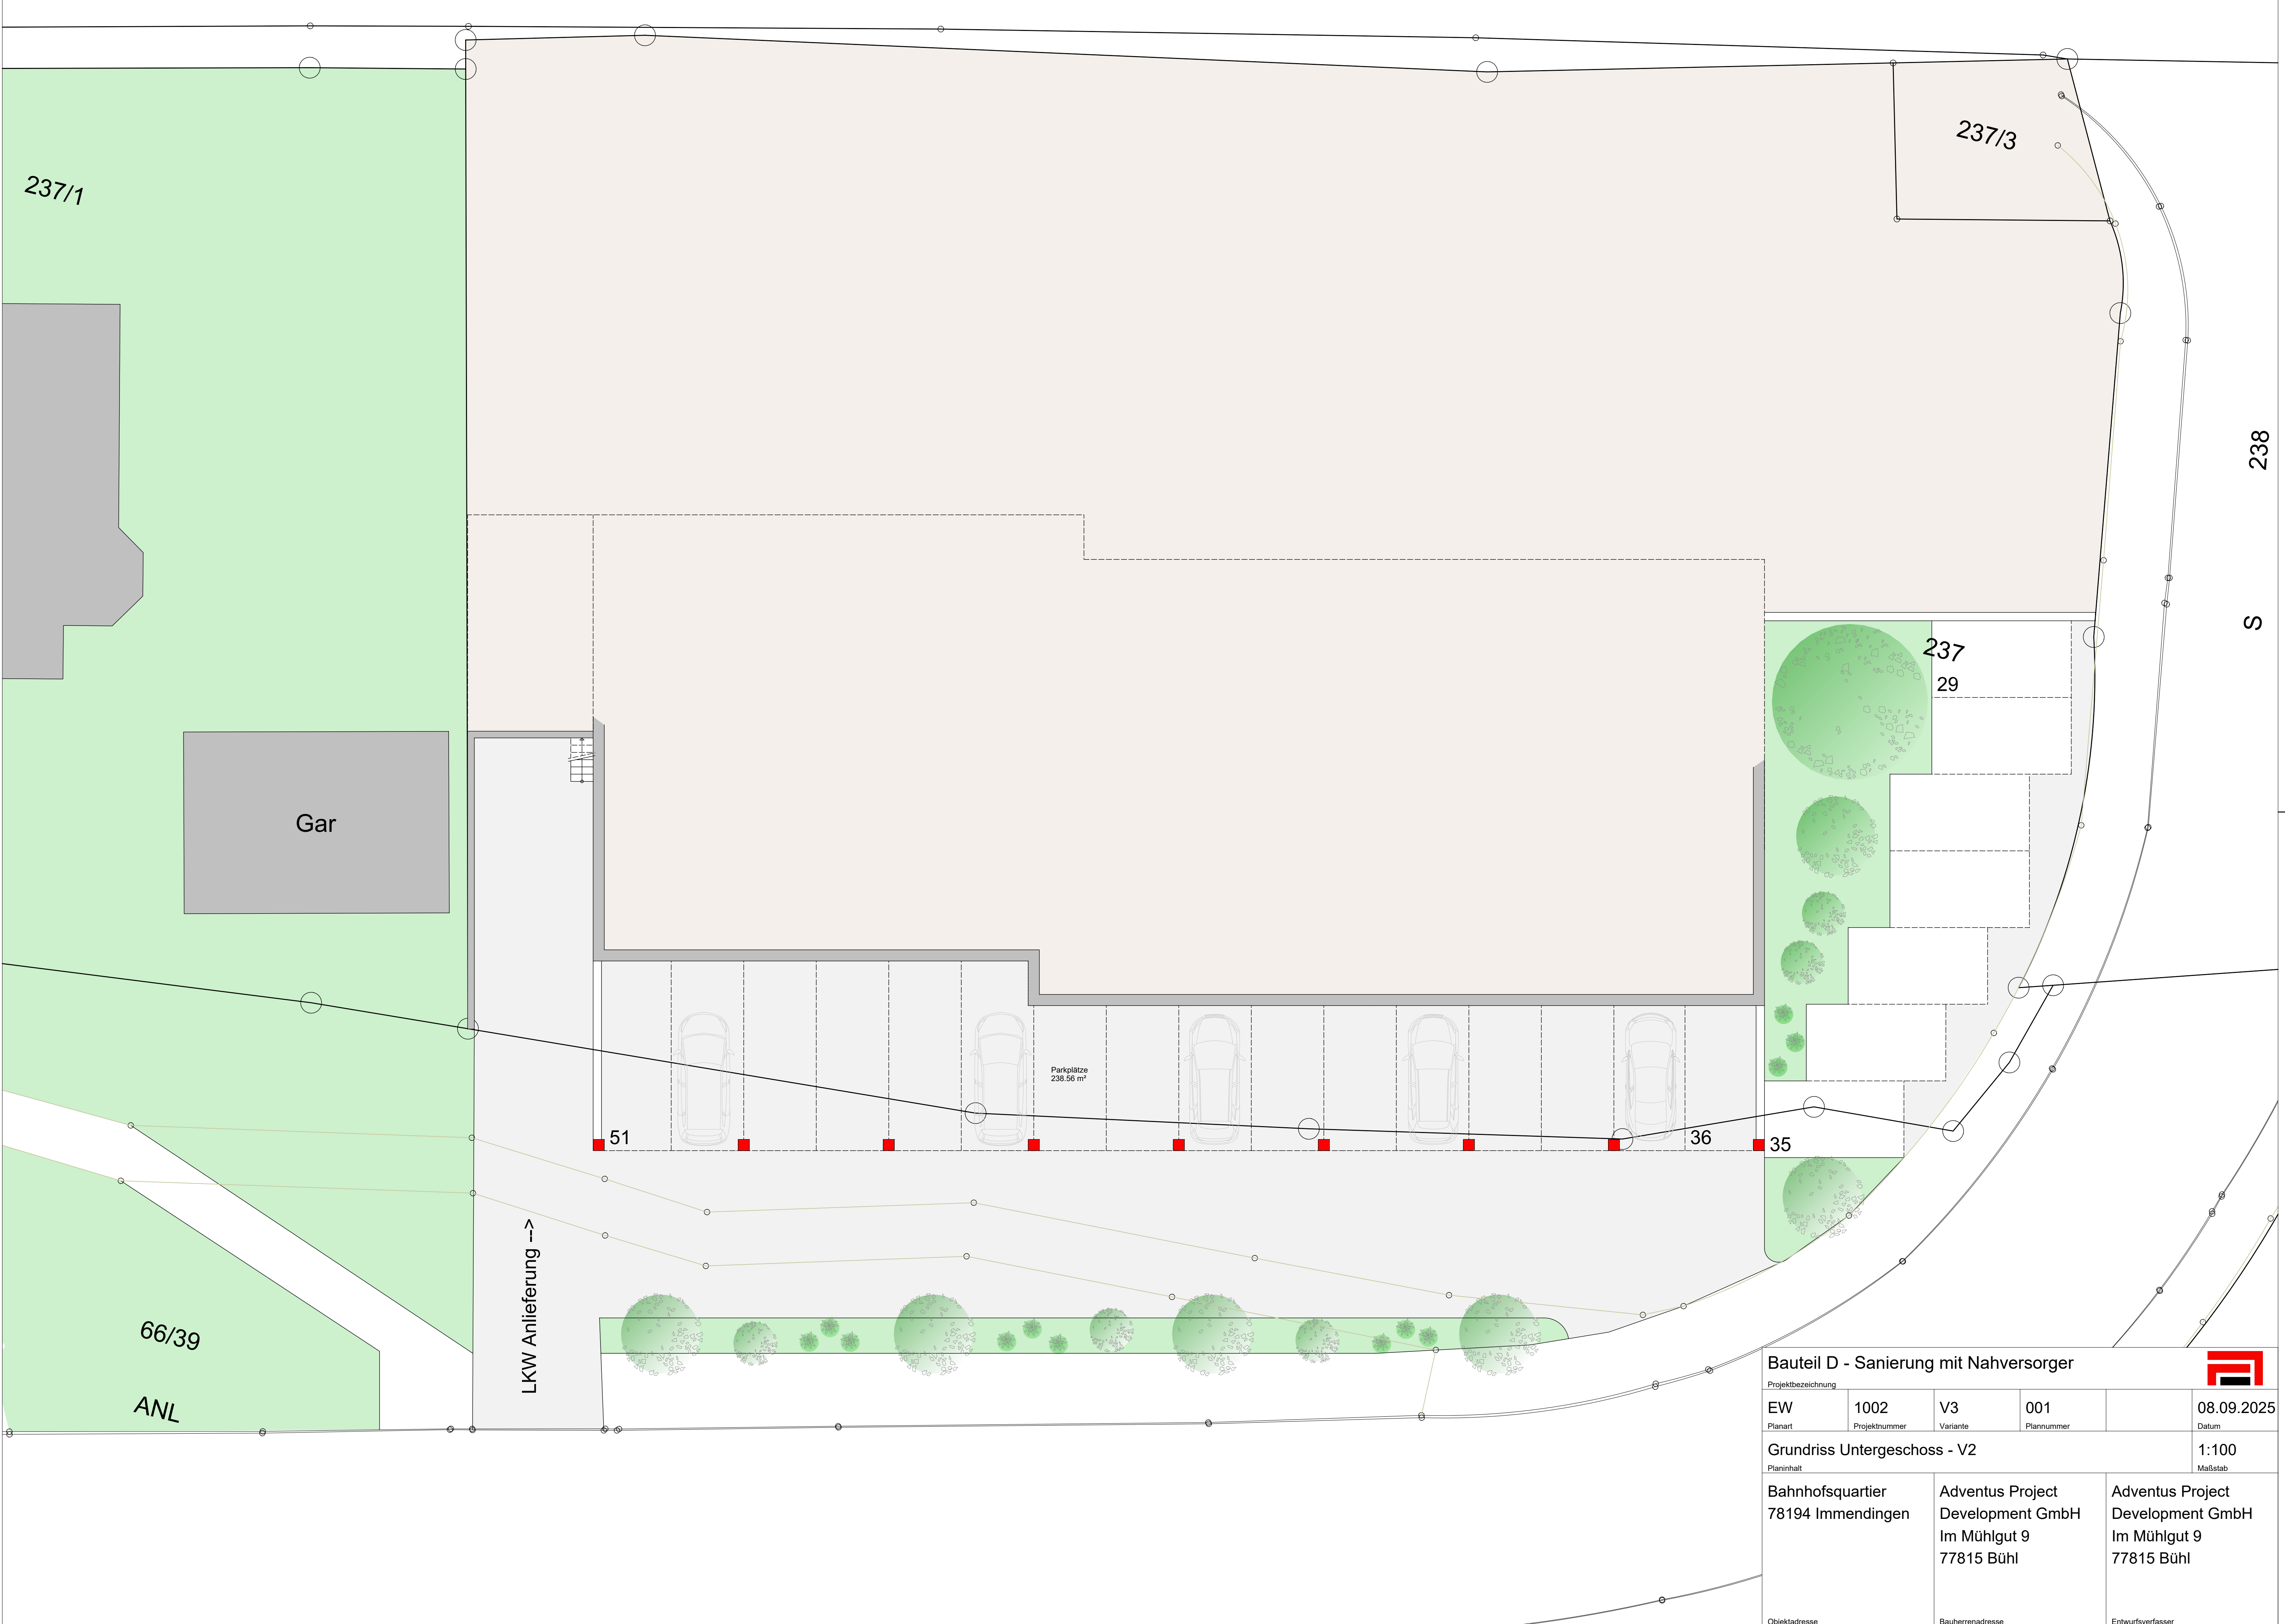 237/3
237/1
238
S
237
29
Gar
Parkplätze
238.56 m²
51
36
35
LKW Anlieferung -->
66/39
ANL
Bauteil D - Sanierung mit Nahversorger
Projektbezeichnung
EW 1002 V3 001 08.09.2025
Planart Projektnummer Variante Plannummer Datum
Grundriss Untergeschoss - V2 1:100
Planinhalt Maßstab
Bahnhofsquartier
78194 Immendingen
Objektadresse
Adventus Project
Development GmbH
Im Mühlgut 9
77815 Bühl
Bauherrenadresse
Adventus Project
Development GmbH
Im Mühlgut 9
77815 Bühl
Entwurfsverfasser